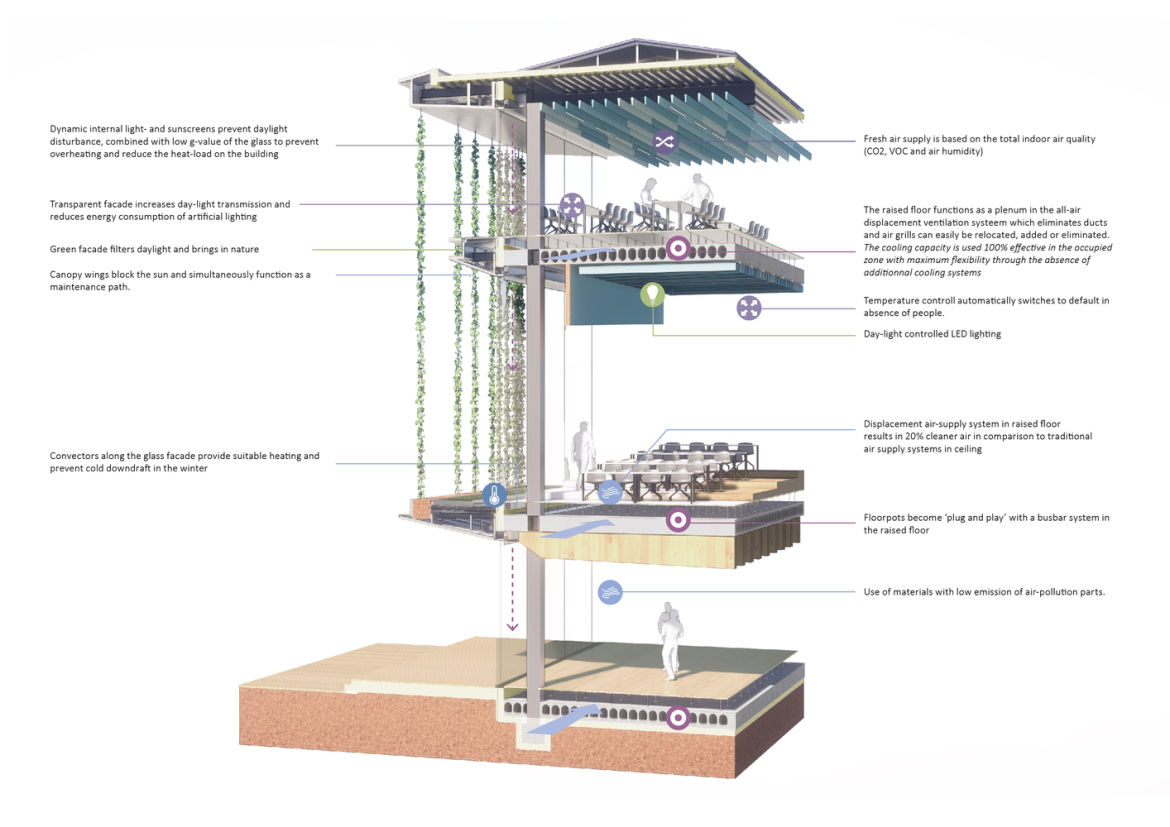 Dynamic internal light- and sunscreens prevent daylight
disturbance, combined with low g-value of the glass to prevent
overheating and reduce the heat-load on the building
Transparent facade increases day-light transmission and
reduces energy consumption of artificial lighting
Green facade filters daylight and brings in nature
Canopy wings block the sun and simultaneously function as a
maintenance path.
Convectors along the glass facade provide suitable heating and
prevent cold downdraft in the winter
Fresh air supply is based on the total indoor air quality
(CO2, VOC and air humidity)
The raised floor functions as a plenum in the all-air
displacement ventilation systeem which eliminates ducts
and air grills can easily be relocated, added or eliminated.
The cooling capacity is used 100% effective in the occupied
zone with maximum flexibility through the absence of
additionnal cooling systems
Temperature controll automatically switches to default in
absence of people.
Day-light controlled LED lighting
Displacement air-supply system in raised floor
results in 20% cleaner air in comparison to traditional
air supply systems in ceiling
Floorpots become ‘plug and play’ with a busbar system in
the raised floor
Use of materials with low emission of air-pollution parts.